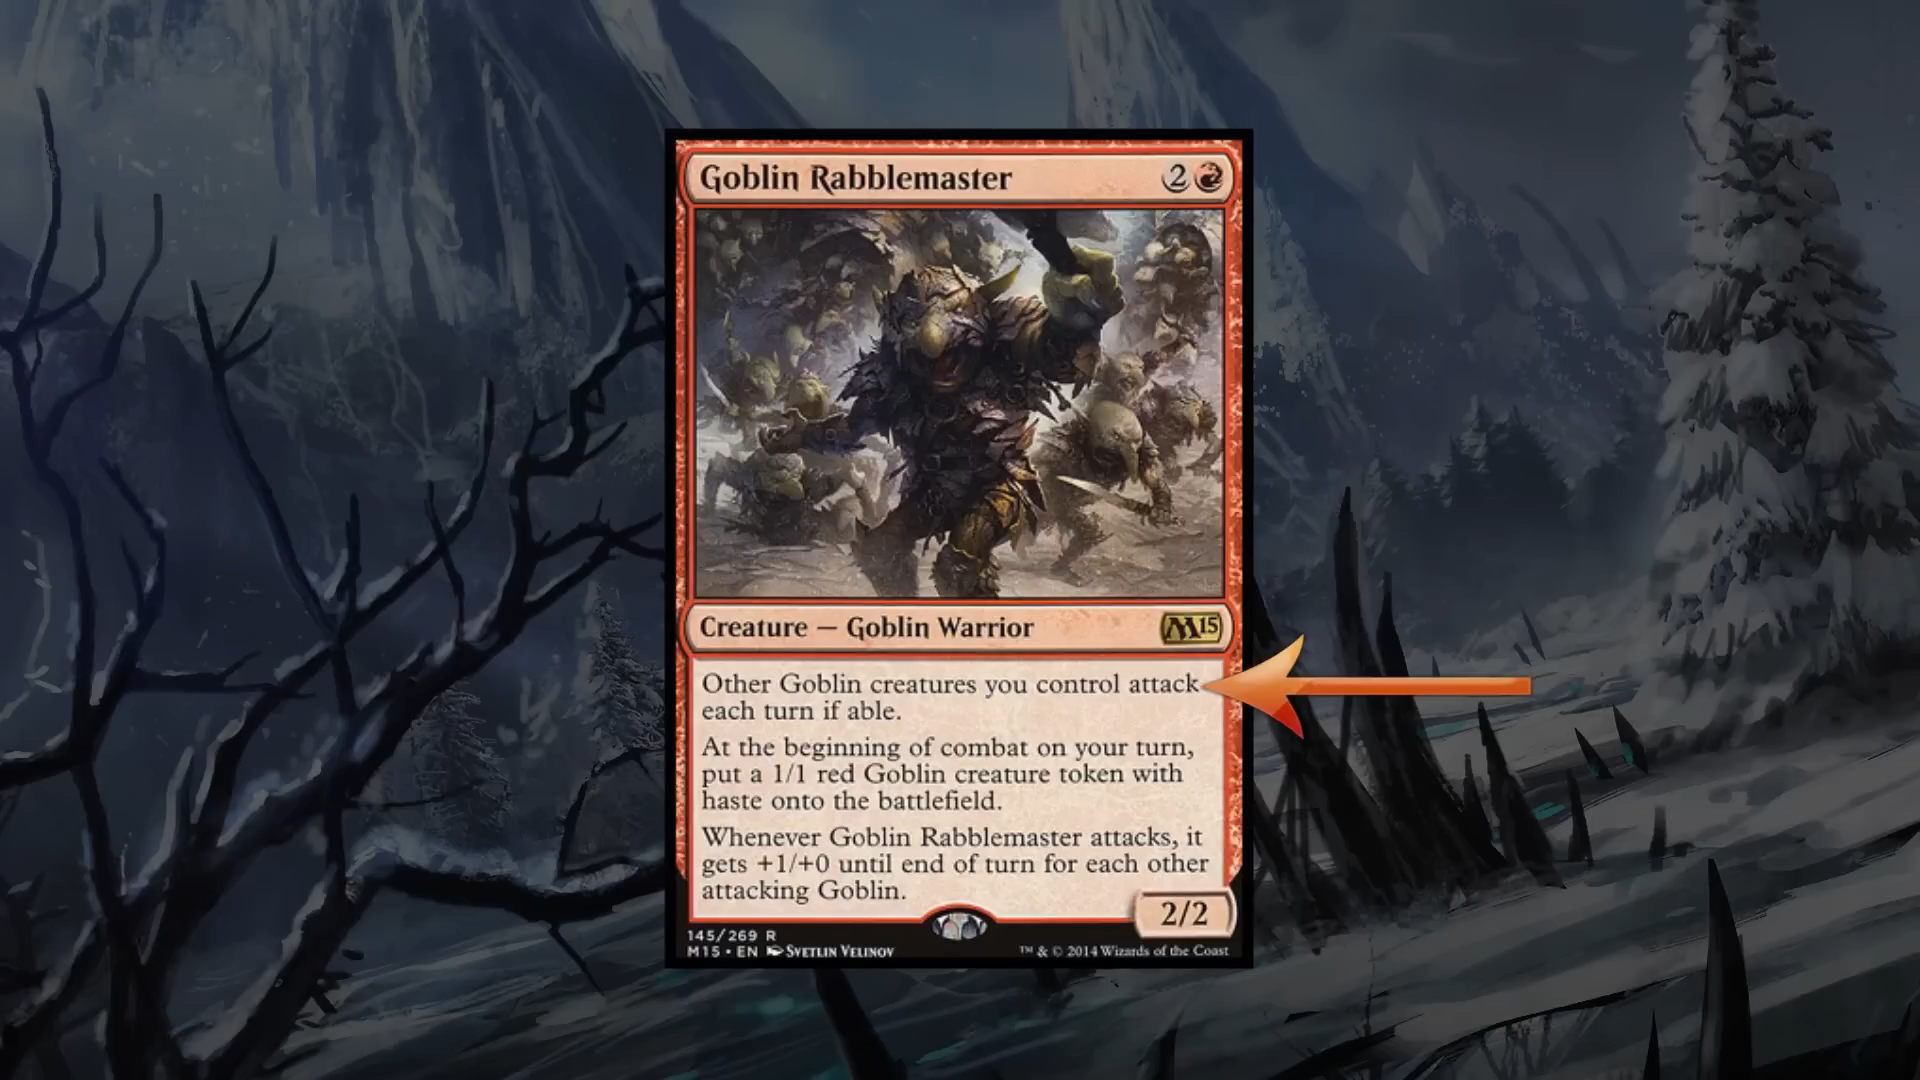 Goblin Rabblemaster 2
Creature — Goblin Warrior M15
Other Goblin creatures you control attack
each turn if able.
At the beginning of combat on your turn,
put a 1/1 red Goblin creature token with
haste onto the battlefield.
Whenever Goblin Rabblemaster attacks, it
gets +1/+0 until end of turn for each other
attacking Goblin.
2/2
145/269 R
M15 • EN SVETLIN VELINOV ™ & © 2014 Wizards of the Coast